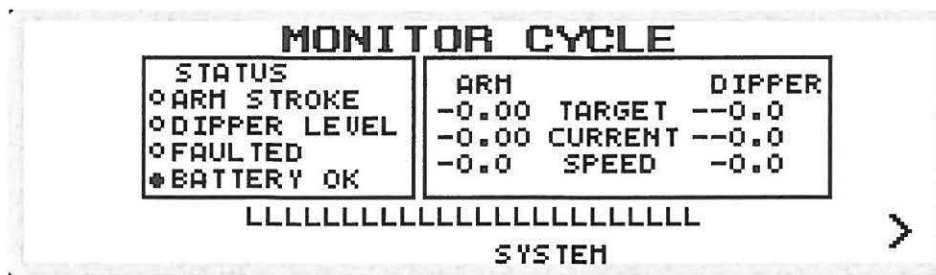 MONITOR CYCLE
STATUS
ARM STROKE
DIPPER LEVEL
FAULTED
BATTERY OK
ARM DIPPER
-0.00 TARGET --0.0
-0.00 CURRENT --0.0
-0.0 SPEED -0.0
LLLLLLLLLLLLLLLLLLLLLLLL
SYSTEM
>